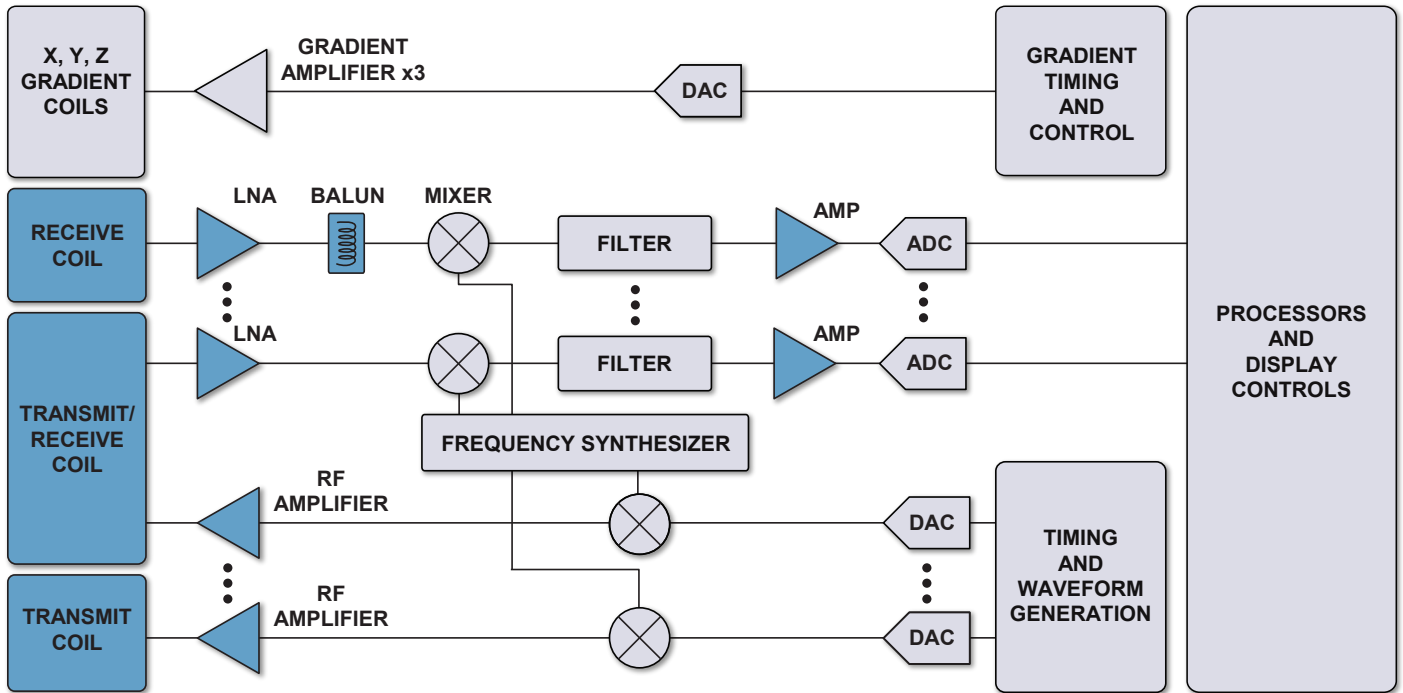 X, Y, Z
GRADIENT
COILS
GRADIENT
AMPLIFIER x3
DAC
GRADIENT
TIMING
AND
CONTROL
RECEIVE
COIL
LNA
BALUN
MIXER
FILTER
AMP
ADC
TRANSMIT/
RECEIVE
COIL
LNA
FILTER
AMP
ADC
PROCESSORS
AND
DISPLAY
CONTROLS
FREQUENCY SYNTHESIZER
RF
AMPLIFIER
DAC
TIMING
AND
WAVEFORM
GENERATION
TRANSMIT
COIL
RF
AMPLIFIER
DAC